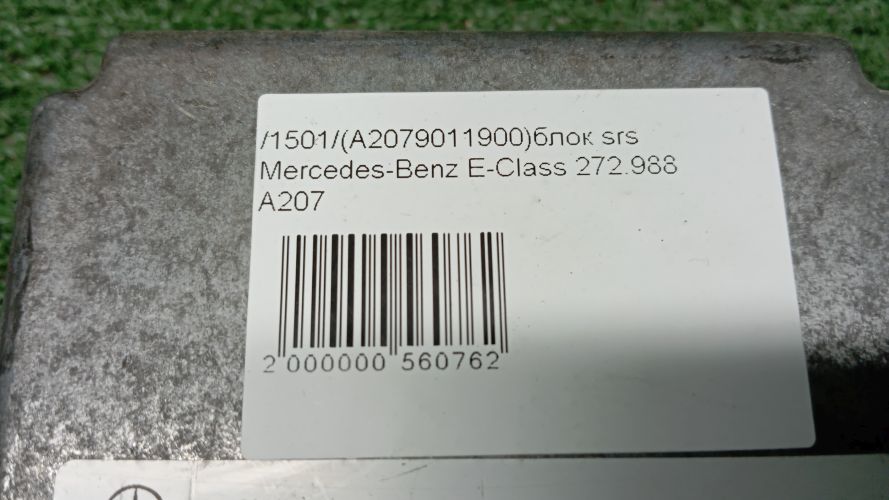 /1501/(A2079011900)блок srs
Mercedes-Benz E-Class 272.988
A207
2 000000 560762